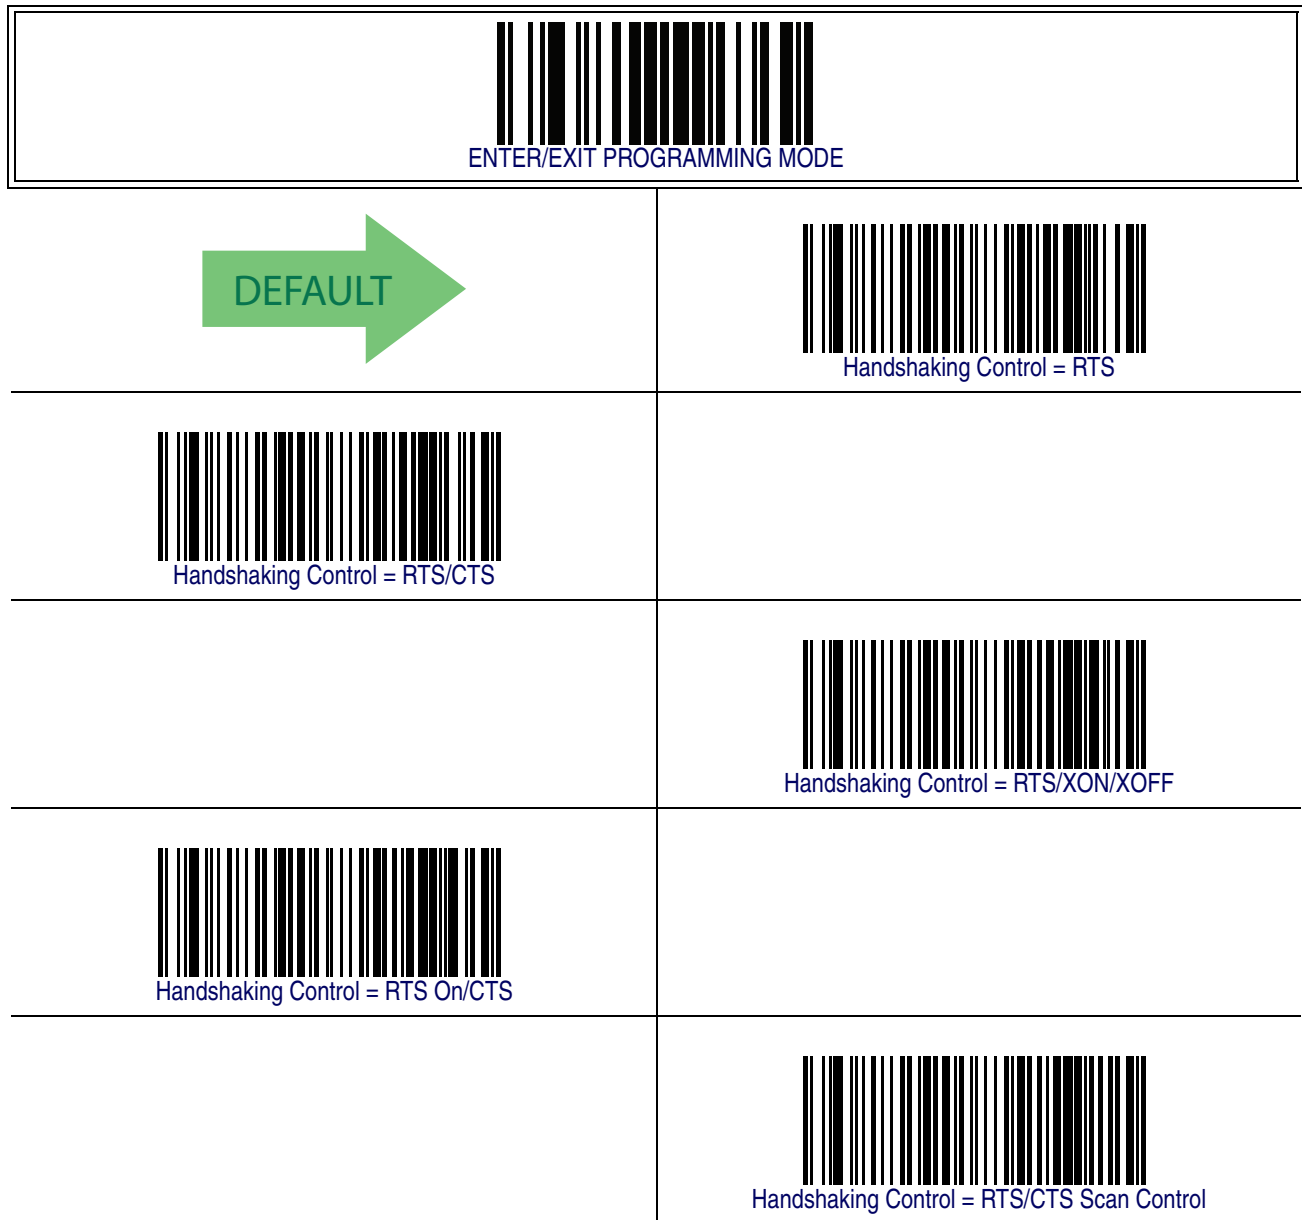 ENTER/EXIT PROGRAMMING MODE
DEFAULT
Handshaking Control = RTS
Handshaking Control = RTS/CTS
Handshaking Control = RTS/XON/XOFF
Handshaking Control = RTS On/CTS
Handshaking Control = RTS/CTS Scan Control